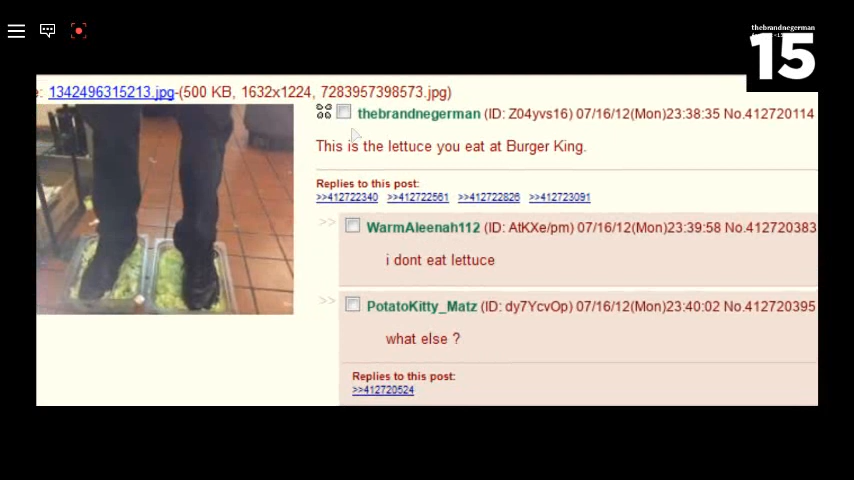 thebrandnegerman
15
: 1342496315213.jpg-(500 KB, 1632x1224, 7283957398573.jpg)
thebrandnegerman (ID: Z04yvs16) 07/16/12(Mon)23:38:35 No.412720114
This is the lettuce you eat at Burger King.
Replies to this post:
>>412722340 >>412722561 >>412722826 >>412723091
>> WarmAleenah112 (ID: AtKXe/pm) 07/16/12(Mon)23:39:58 No.412720383
i dont eat lettuce
>> PotatoKitty_Matz (ID: dy7YcvOp) 07/16/12(Mon)23:40:02 No.412720395
what else ?
Replies to this post:
>>412720524